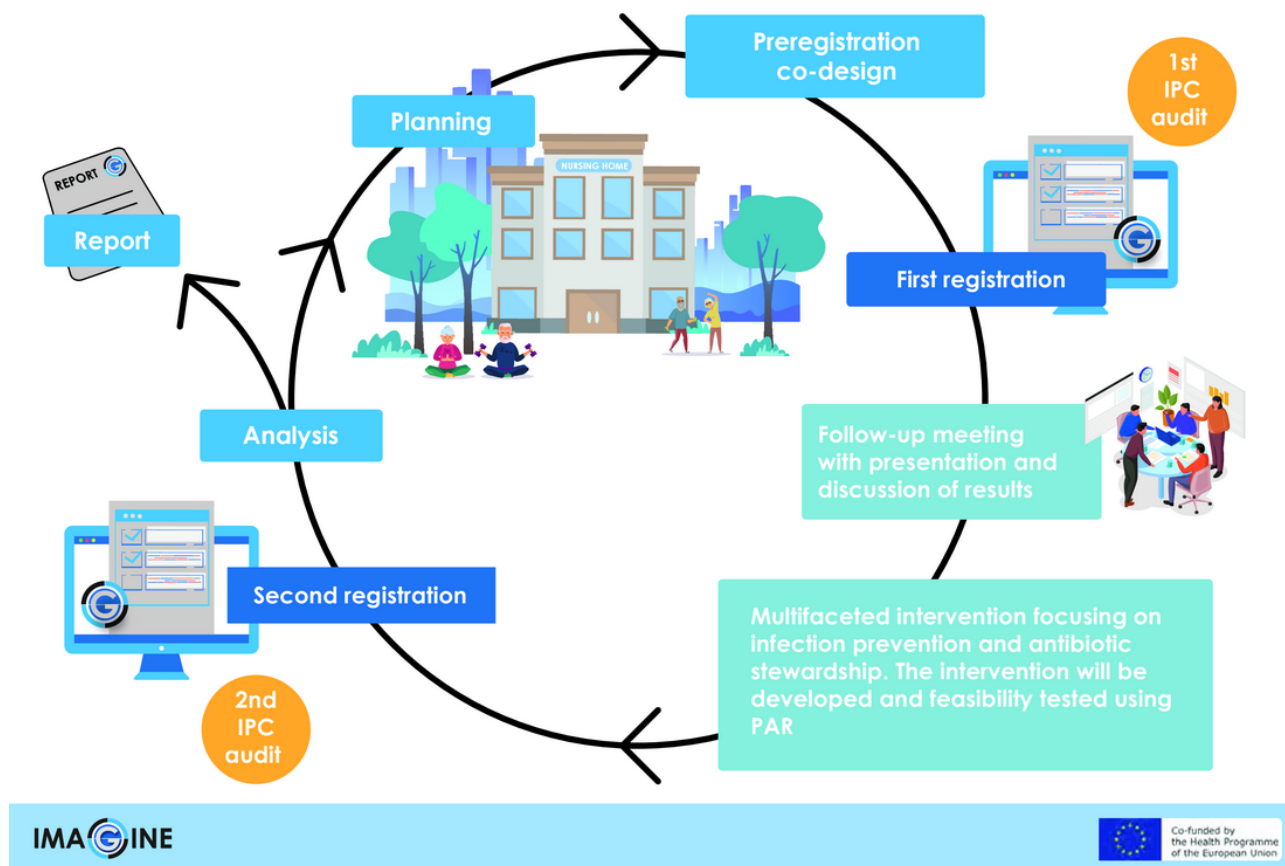 Preregistration
co-design
1st
IPC
audit
Planning
NURSING HOME
REPORT
Report
First registration
Analysis
Follow-up meeting
with presentation and
discussion of results
Second registration
Multifaceted intervention focusing on
infection prevention and antibiotic
stewardship. The intervention will be
developed and feasibility tested using
PAR
2nd
IPC
audit
IMAGINE
Co-funded by
the Health Programme
of the European Union